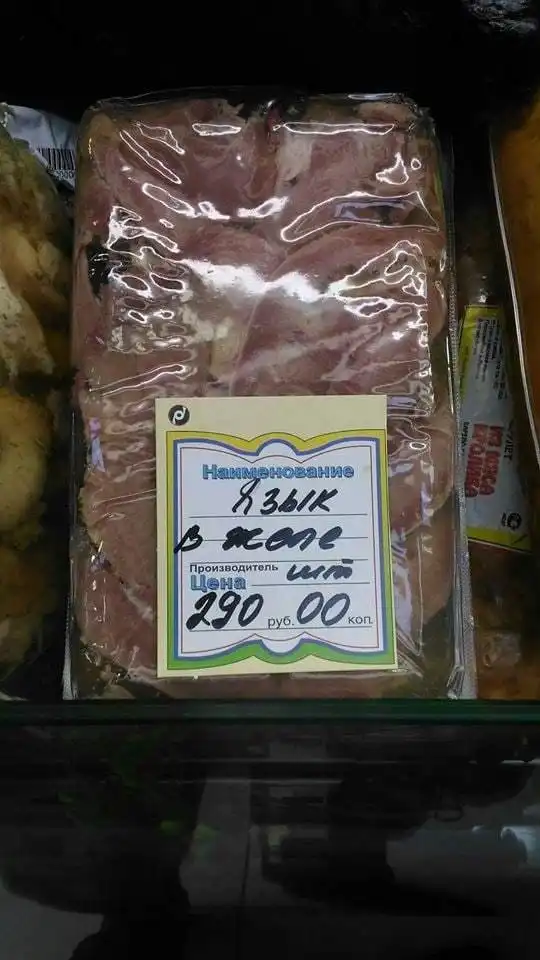 Наименование
Язык
в желе
Производитель шт
Цена
290 руб. 00 коп.